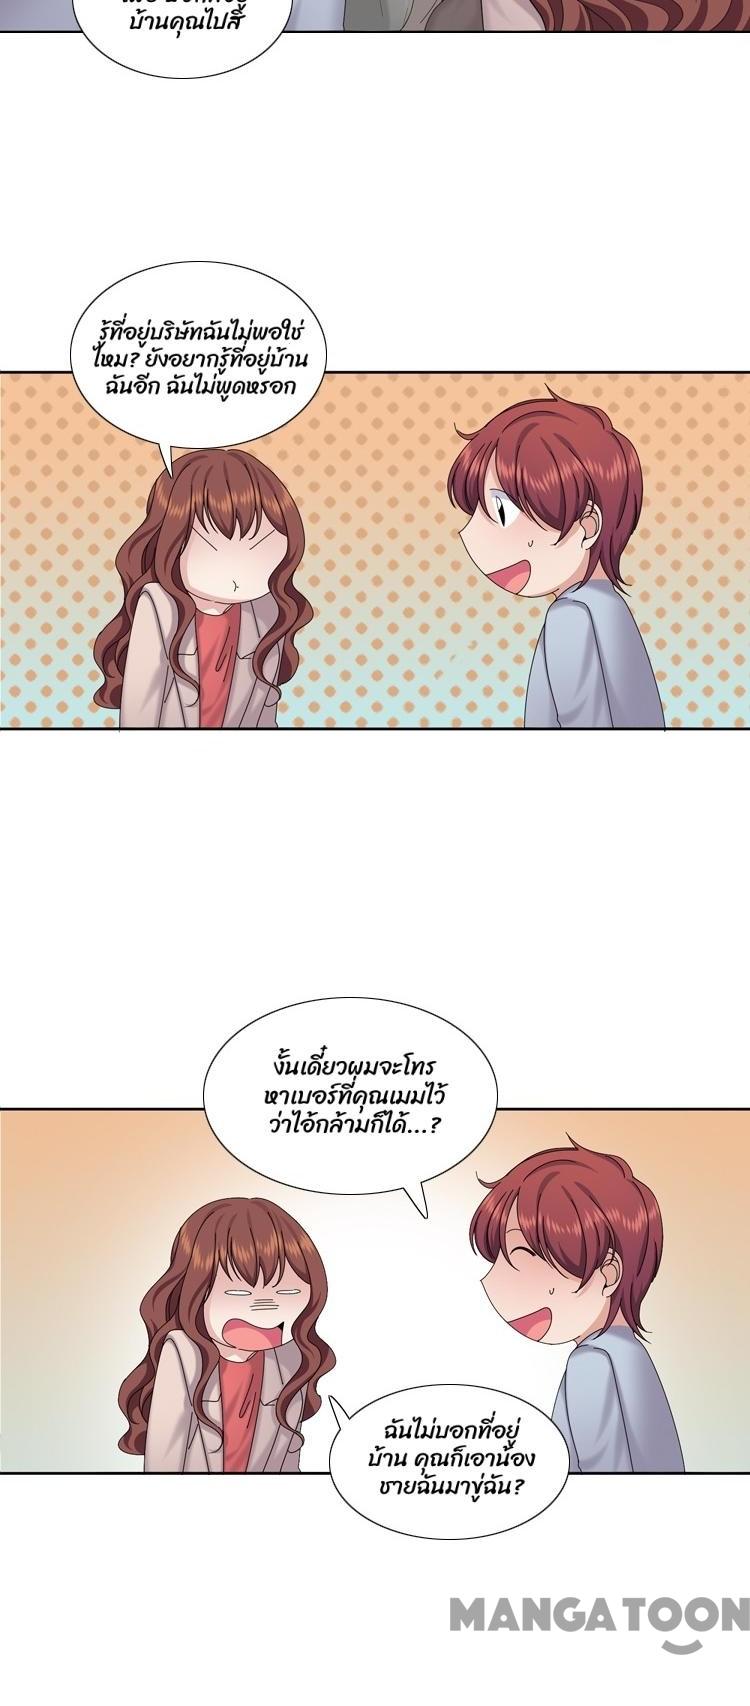 บ้านคุณไปสิ
รู้ที่อยู่บริษัทฉันไม่พอใช่
ไหม? ยังอยากรู้ที่อยู่บ้าน
ฉันอีก ฉันไม่พูดหรอก
งั้นเดี๋ยวผมจะโทร
หาเบอร์ที่คุณเมมไว้
ว่าไอ้กล้ามก็ได้...?
ฉันไม่บอกที่อยู่
บ้าน คุณก็เอาน้อง
ชายฉันมาขู่ฉัน?
MANGATOON